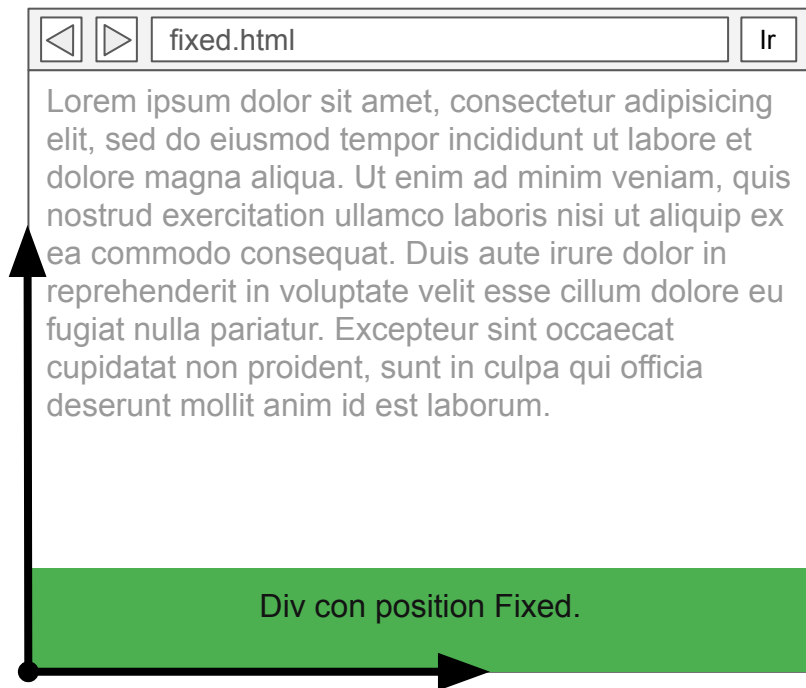 fixed.html
Ir
Lorem ipsum dolor sit amet, consectetur adipisicing
elit, sed do eiusmod tempor incididunt ut labore et
dolore magna aliqua. Ut enim ad minim veniam, quis
nostrud exercitation ullamco laboris nisi ut aliquip ex
ea commodo consequat. Duis aute irure dolor in
reprehenderit in voluptate velit esse cillum dolore eu
fugiat nulla pariatur. Excepteur sint occaecat
cupidatat non proident, sunt in culpa qui officia
deserunt mollit anim id est laborum.
Div con position Fixed.